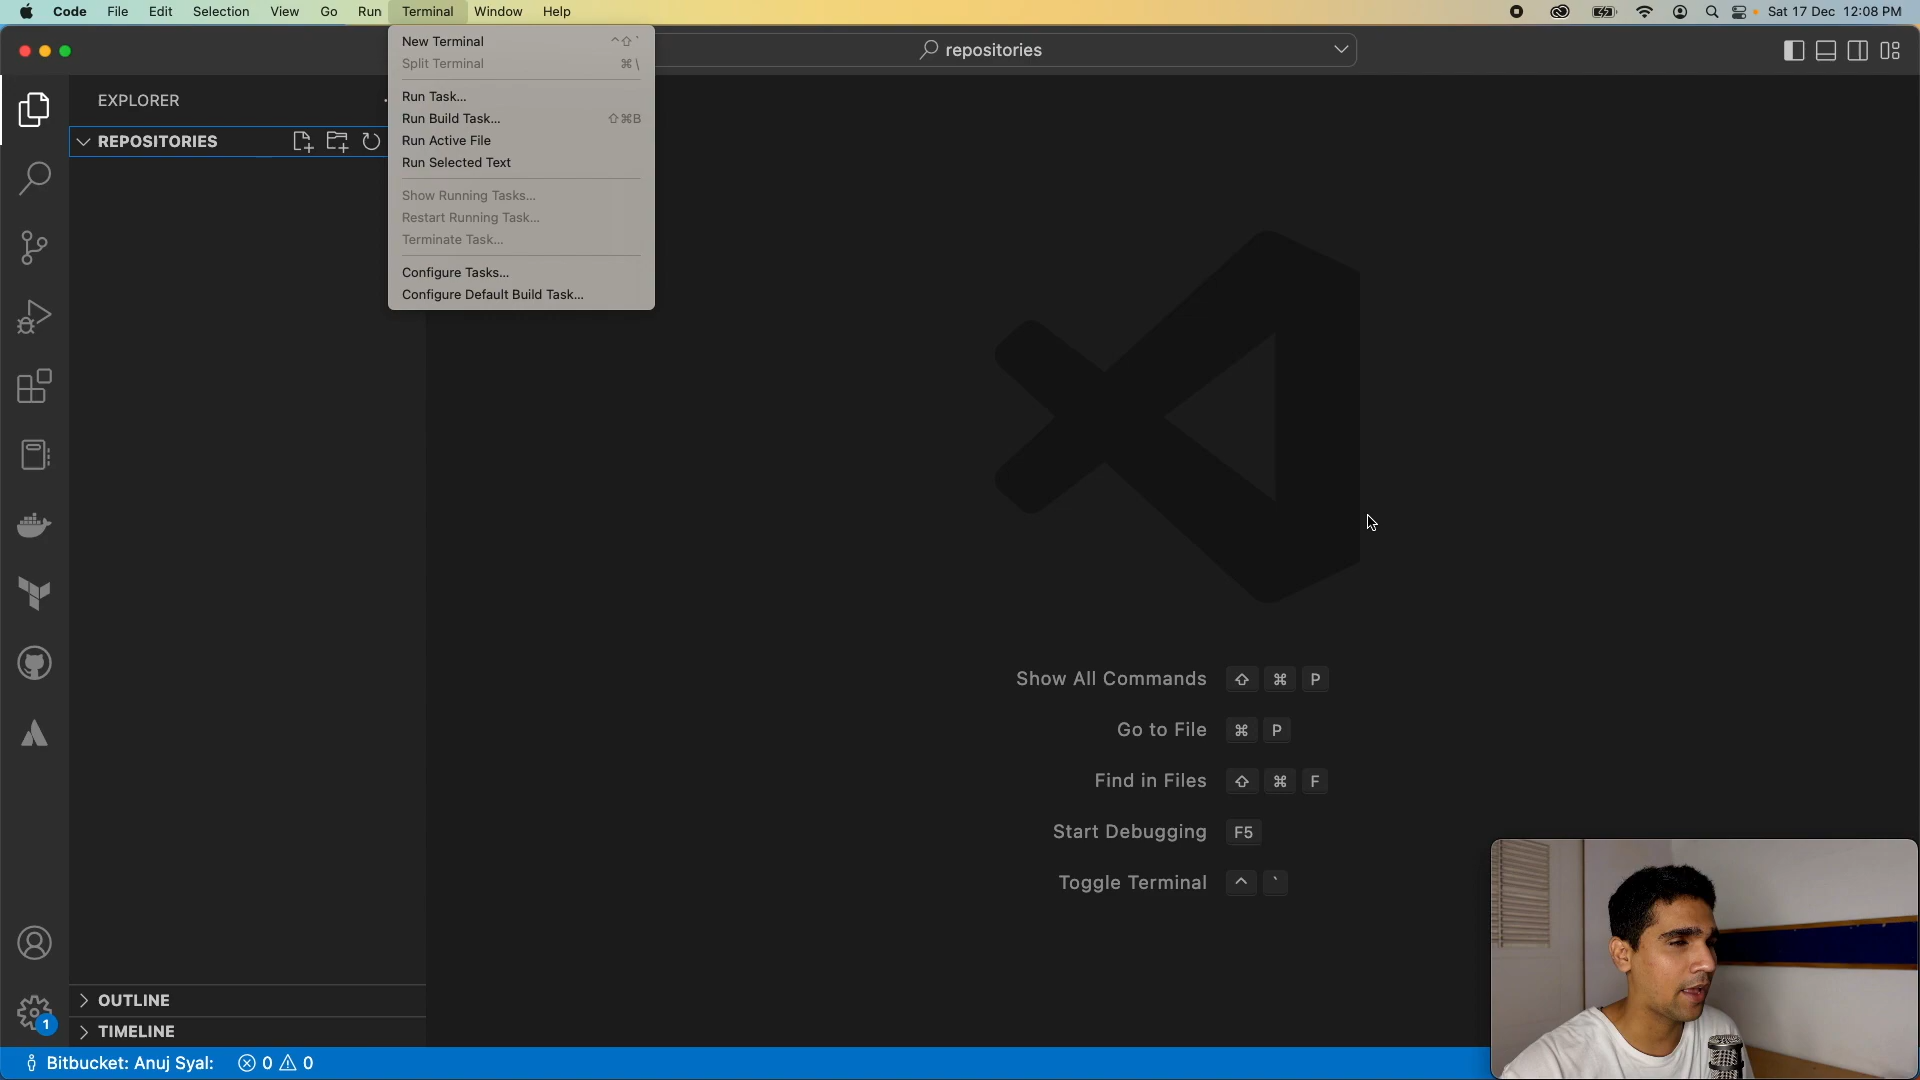 Code File Edit Selection View Go Run Terminal Window Help Sat 17 Dec 12:08 PM
repositories
New Terminal ^⇧`
Split Terminal ⌘\
Run Task...
Run Build Task... ⇧⌘B
Run Active File
Run Selected Text
Show Running Tasks...
Restart Running Task...
Terminate Task...
Configure Tasks...
Configure Default Build Task...
EXPLORER
REPOSITORIES
Show All Commands ⇧ ⌘ P
Go to File ⌘ P
Find in Files ⇧ ⌘ F
Start Debugging F5
Toggle Terminal ^ `
OUTLINE
1
TIMELINE
Bitbucket: Anuj Syal: 0 0